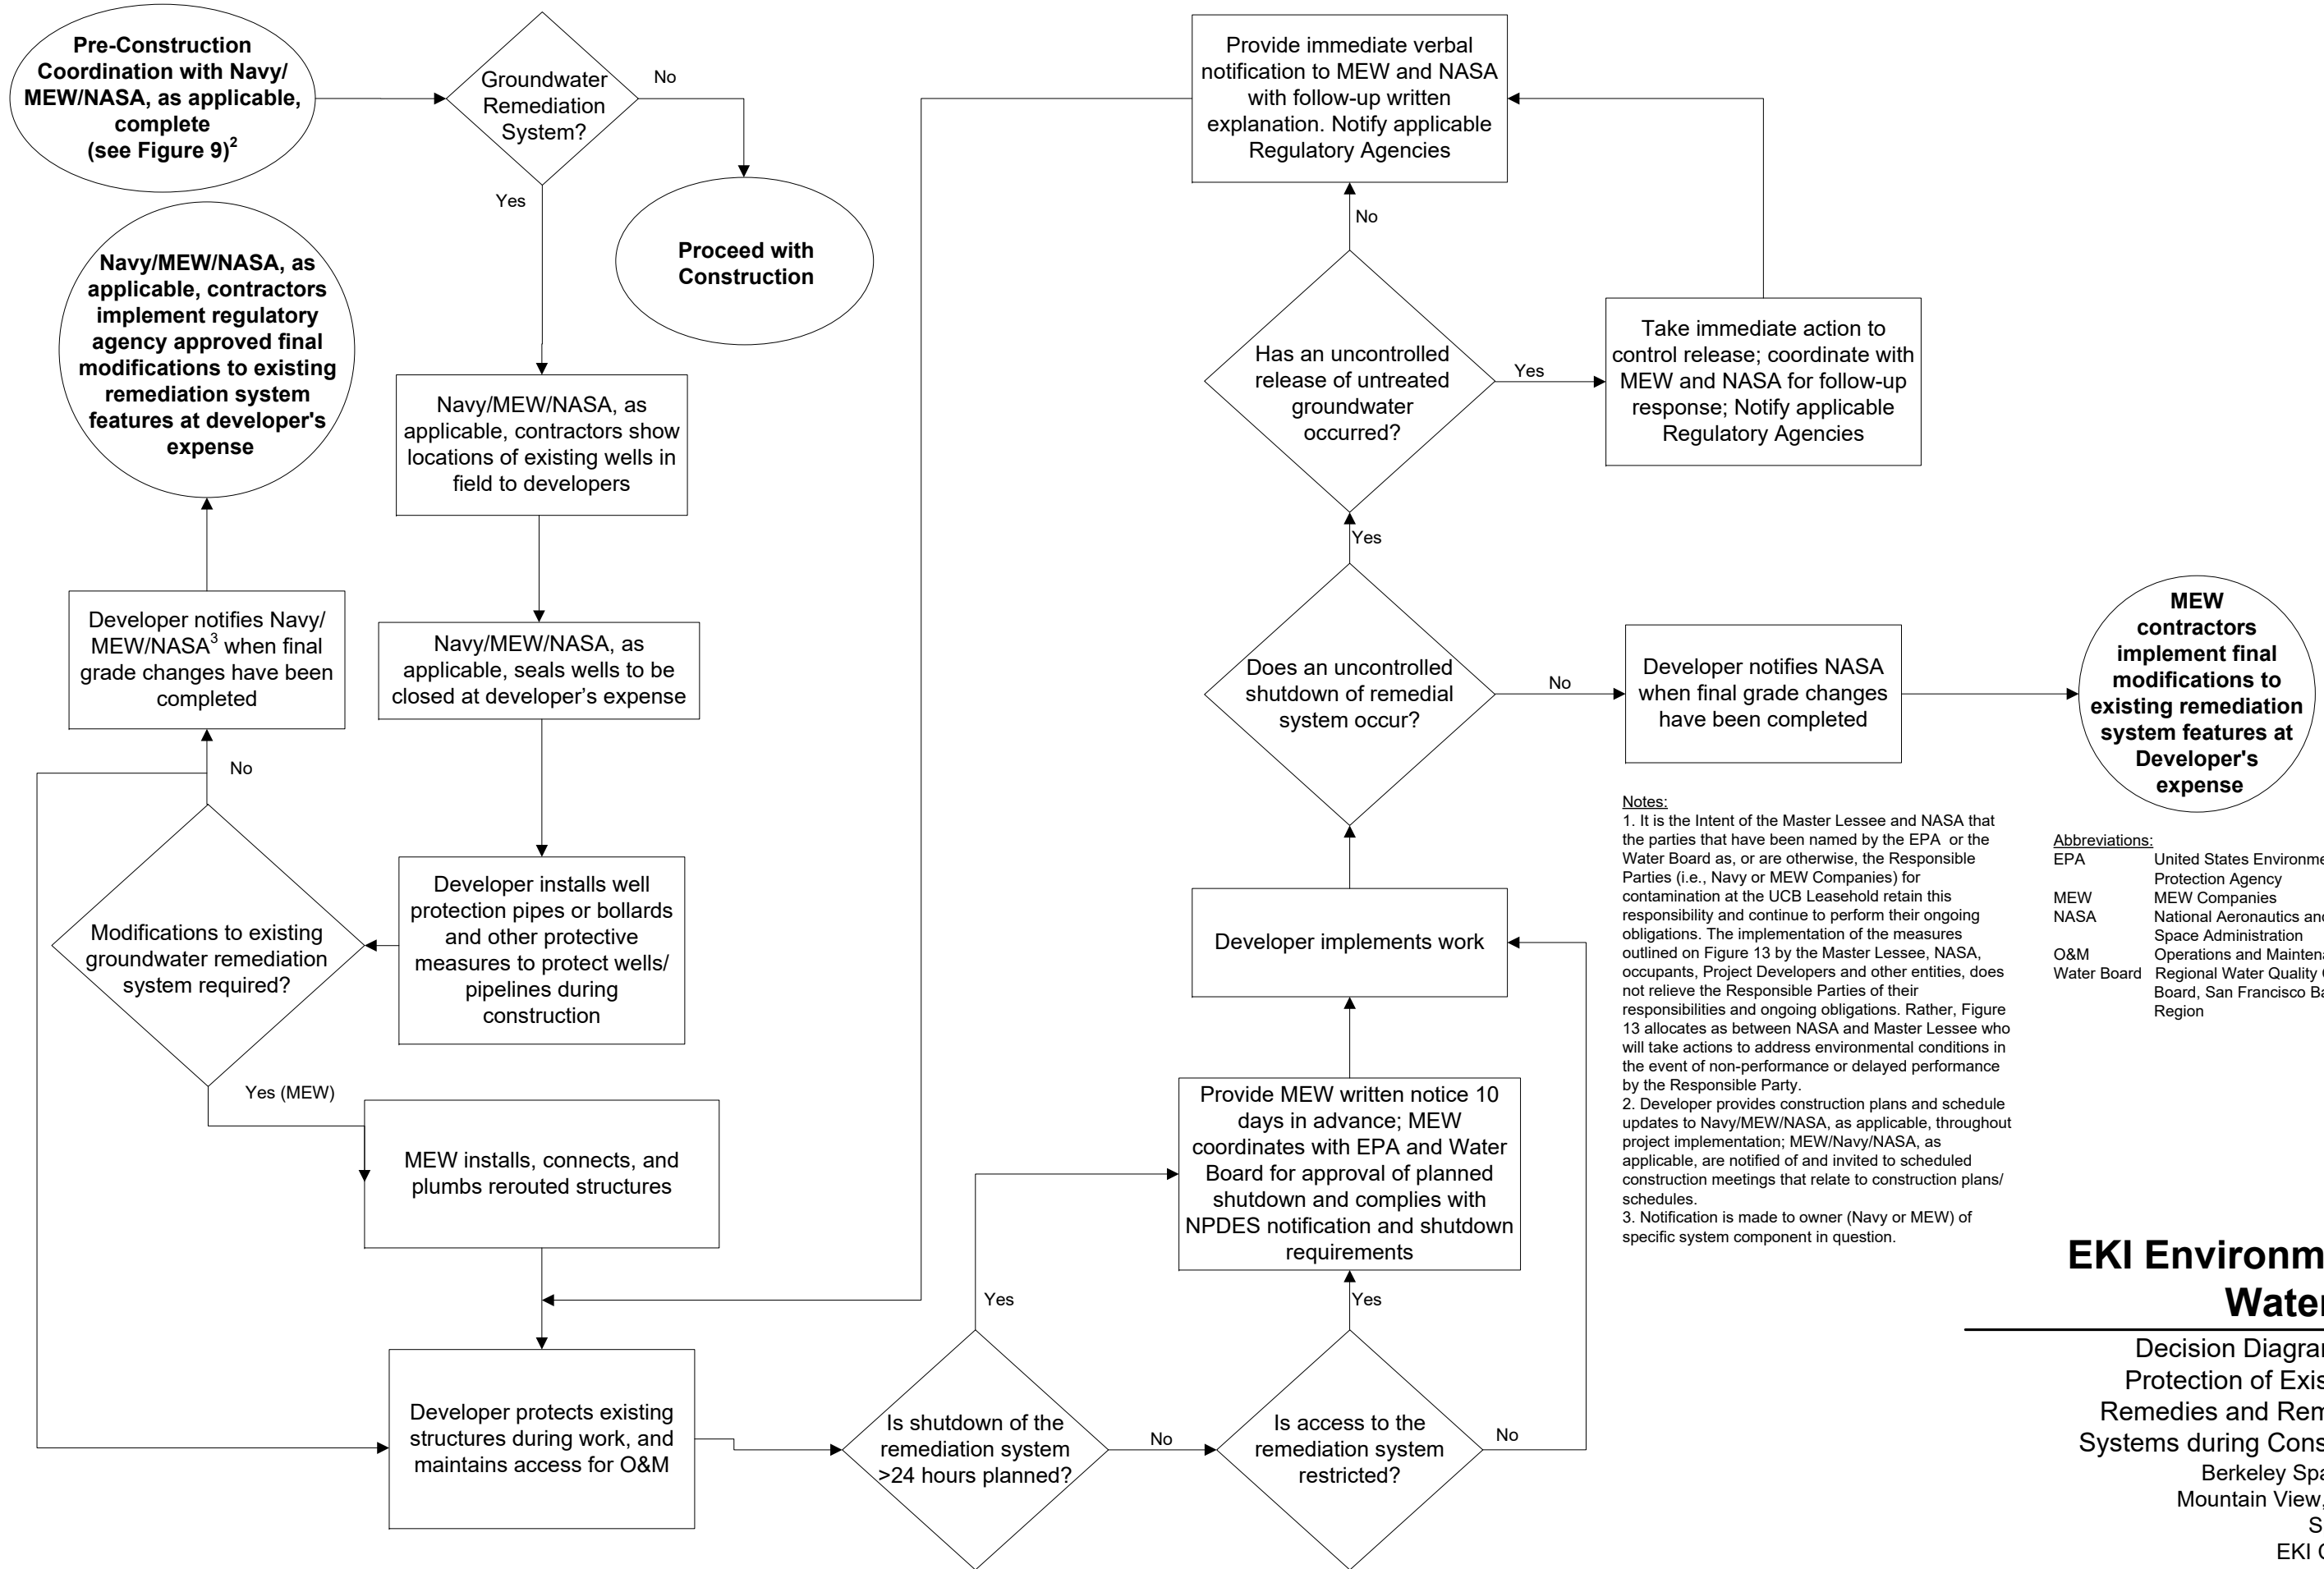 Pre-Construction
Coordination with Navy/
MEW/NASA, as applicable,
complete
(see Figure 9)2
Groundwater
Remediation
System?
No
Yes
Proceed with
Construction
Navy/MEW/NASA, as
applicable, contractors
implement regulatory
agency approved final
modifications to existing
remediation system
features at developer's
expense
Navy/MEW/NASA, as
applicable, contractors show
locations of existing wells in
field to developers
Developer notifies Navy/
MEW/NASA3 when final
grade changes have been
completed
Navy/MEW/NASA, as
applicable, seals wells to be
closed at developer’s expense
No
Modifications to existing
groundwater remediation
system required?
Developer installs well
protection pipes or bollards
and other protective
measures to protect wells/
pipelines during
construction
Yes (MEW)
MEW installs, connects, and
plumbs rerouted structures
Developer protects existing
structures during work, and
maintains access for O&M
Is shutdown of the
remediation system
>24 hours planned?
Yes
No
Is access to the
remediation system
restricted?
Yes
No
Provide MEW written notice 10
days in advance; MEW
coordinates with EPA and Water
Board for approval of planned
shutdown and complies with
NPDES notification and shutdown
requirements
Developer implements work
Does an uncontrolled
shutdown of remedial
system occur?
Yes
No
Has an uncontrolled
release of untreated
groundwater
occurred?
No
Yes
Provide immediate verbal
notification to MEW and NASA
with follow-up written
explanation. Notify applicable
Regulatory Agencies
Take immediate action to
control release; coordinate with
MEW and NASA for follow-up
response; Notify applicable
Regulatory Agencies
Developer notifies NASA
when final grade changes
have been completed
MEW
contractors
implement final
modifications to
existing remediation
system features at
Developer's
expense
Notes:
1. It is the Intent of the Master Lessee and NASA that
the parties that have been named by the EPA or the
Water Board as, or are otherwise, the Responsible
Parties (i.e., Navy or MEW Companies) for
contamination at the UCB Leasehold retain this
responsibility and continue to perform their ongoing
obligations. The implementation of the measures
outlined on Figure 13 by the Master Lessee, NASA,
occupants, Project Developers and other entities, does
not relieve the Responsible Parties of their
responsibilities and ongoing obligations. Rather, Figure
13 allocates as between NASA and Master Lessee who
will take actions to address environmental conditions in
the event of non-performance or delayed performance
by the Responsible Party.
2. Developer provides construction plans and schedule
updates to Navy/MEW/NASA, as applicable, throughout
project implementation; MEW/Navy/NASA, as
applicable, are notified of and invited to scheduled
construction meetings that relate to construction plans/
schedules.
3. Notification is made to owner (Navy or MEW) of
specific system component in question.
Abbreviations:
EPA United States
Protection Agency
MEW MEW Companies
NASA National Aeronautics
Space Administration
O&M Operations and
Water Board Regional Water Quality
Board, San Francisco
Region
EKI
Water
Decision
Protection of
Remedies and
Systems during
Berkeley
Mountain View,
EKI